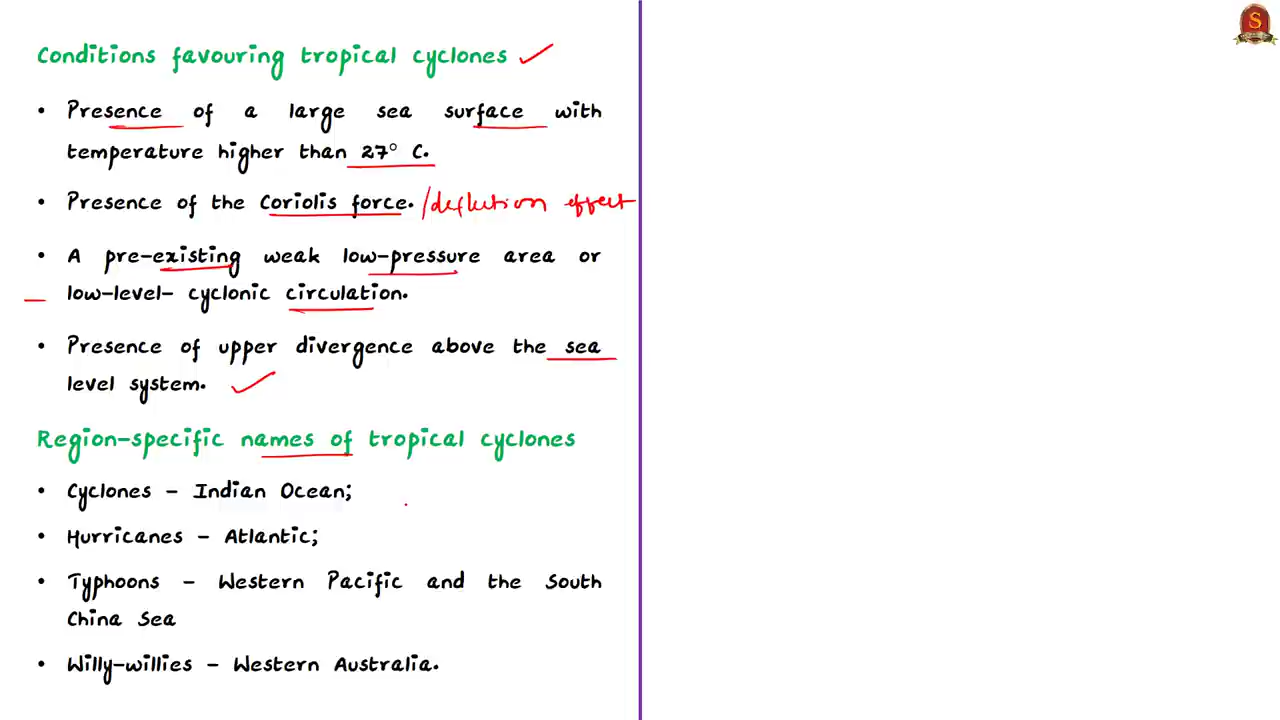 Conditions favouring tropical cyclones
• Presence of a large sea surface with
temperature higher than 27° C.
• Presence of the Coriolis force. /deflection effect
• A pre-existing weak low-pressure area or
low-level- cyclonic circulation.
• Presence of upper divergence above the sea
level system.
Region-specific names of tropical cyclones
• Cyclones – Indian Ocean;
• Hurricanes – Atlantic;
• Typhoons – Western Pacific and the South
China Sea
• Willy-willies – Western Australia.
S